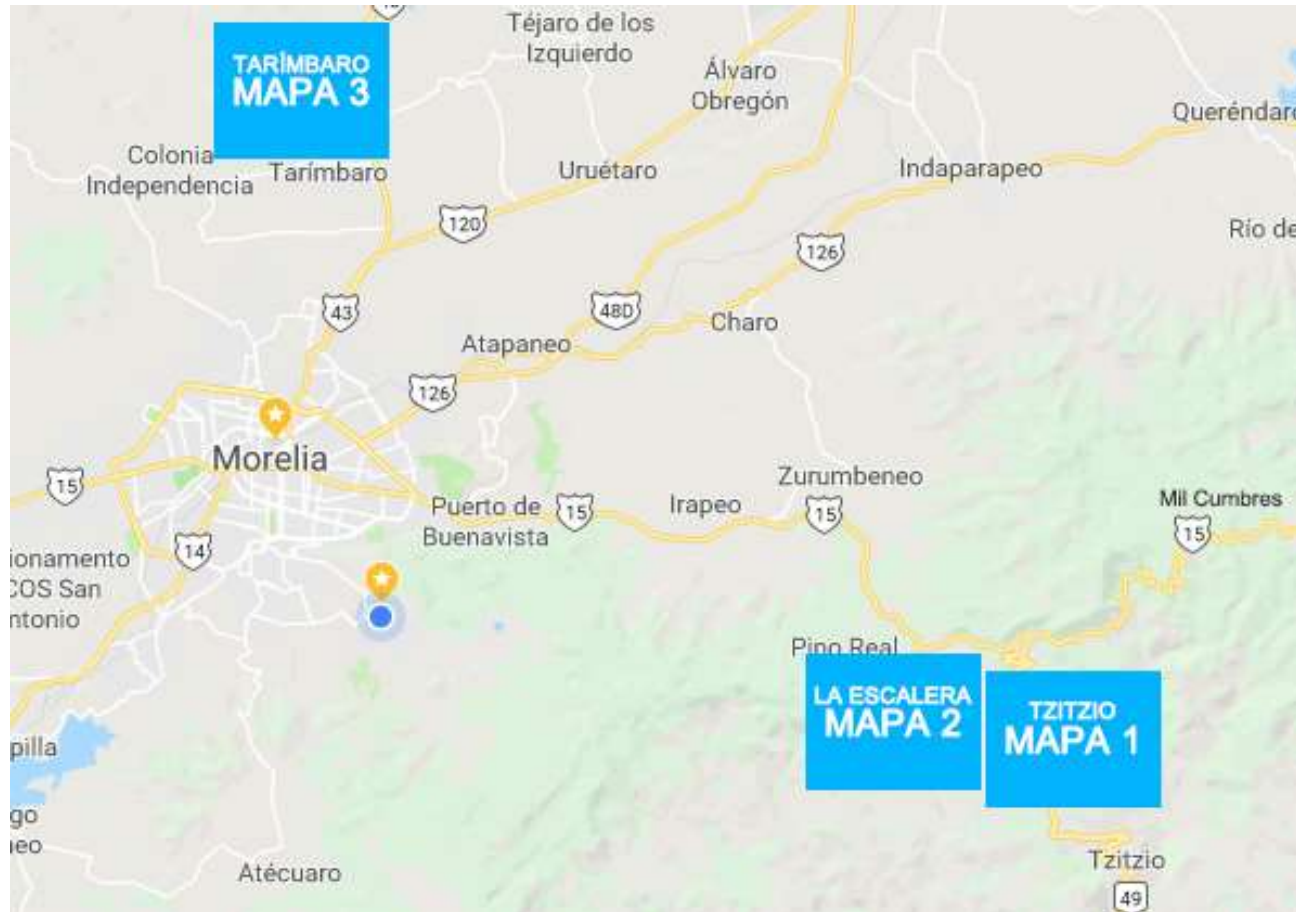 TARÍMBARO
MAPA 3
Téjaro de los
Izquierdo
Álvaro
Obregón
Queréndaro
Colonia
Independencia
Tarímbaro
Uruétaro
Indaparapeo
120
126
Río de
43
48D
Charo
Atapaneo
126
Morelia
15
Puerto de
Buenavista
15
Irapeo
Zurumbeneo
15
Mil Cumbres
15
14
ionamento
COS San
ntonio
Pino Real
LA ESCALERA
MAPA 2
TZITZIO
MAPA 1
pilla
go
neo
Atécuaro
Tzitzio
49